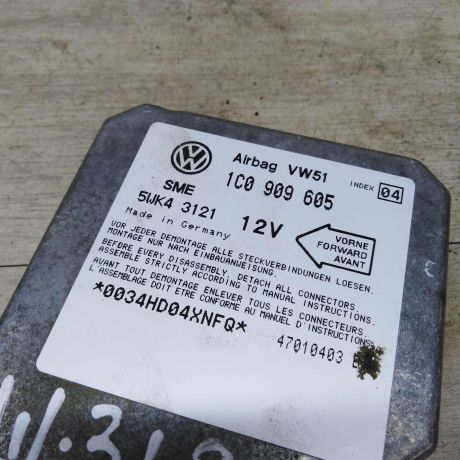 Airbag VW51
1C0 909 605
INDEX 04
SME
5WK4 3121
12V
Made in Germany
VORNE
FORWARD
AVANT
VOR JEDER DEMONTAGE ALLE STECKVERBINDUNGEN LOESEN.
MONTAGE NUR NACH EINBAUANWEISUNG.
BEFORE EVERY DISASSEMBLY, DETACH ALL CONNECTORS.
ASSEMBLE STRICTLY ACCORDING TO MANUAL INSTRUCTIONS.
AVANT TOUT DEMONTAGE ENLEVER TOUS LES CONNECTEURS.
L'ASSEMBLAGE DOIT ETRE CONFORME AU MANUEL D'INSTRUCTIONS.
*0034HD04XNFQ*
47010403